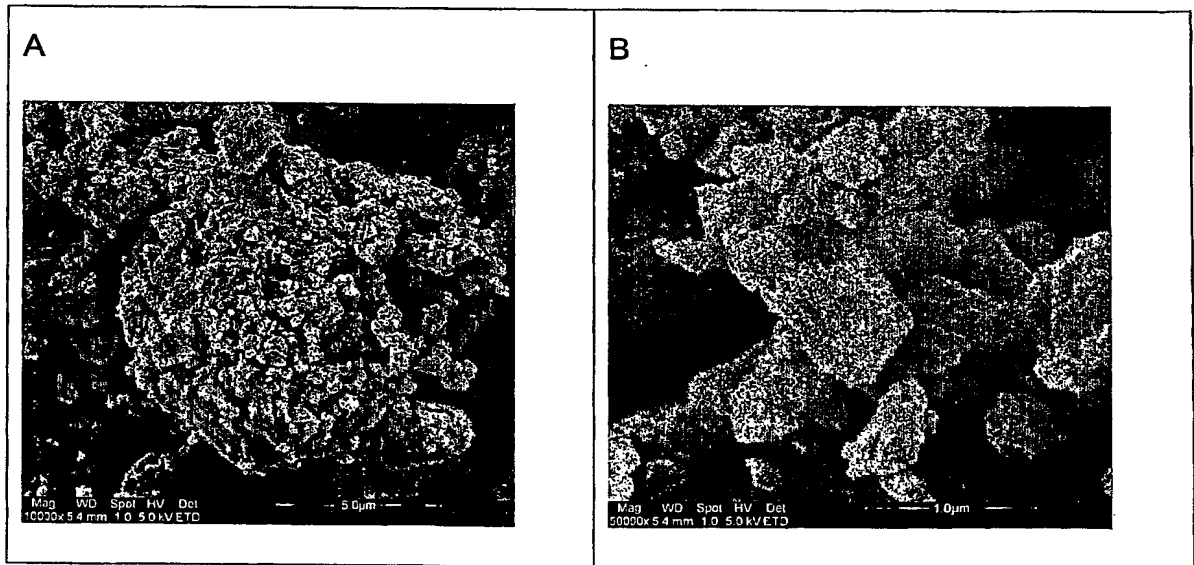 A
B
Mag WD Spot HV Det
10000x 5.4 mm 1.0 5.0 kV ETD
5.0µm
Mag WD Spot HV Det
50000x 5.4 mm 1.0 5.0 kV ETD
1.0µm